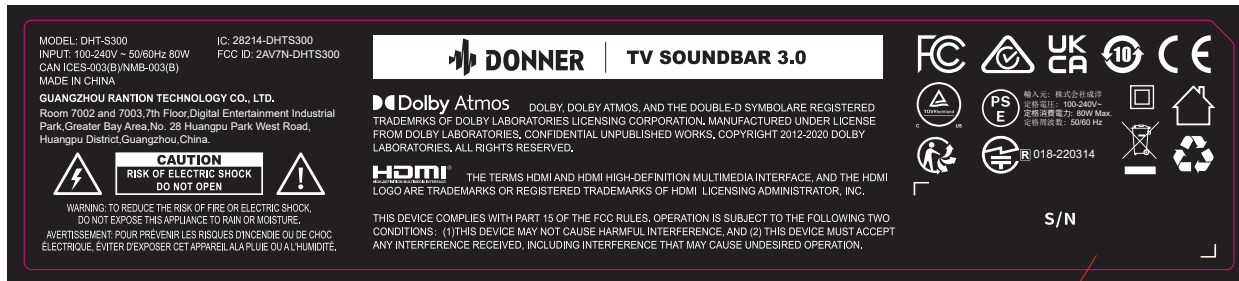 MODEL: DHT-S300
IC: 28214-DHTS300
INPUT: 100-240V ~ 50/60Hz 80W
FCC ID: 2AV7N-DHTS300
CAN ICES-003(B)/NMB-003(B)
MADE IN CHINA
GUANGZHOU RANTION TECHNOLOGY CO., LTD.
Room 7002 and 7003,7th Floor,Digital Entertainment Industrial
Park,Greater Bay Area,No. 28 Huangpu Park West Road,
Huangpu District,Guangzhou,China.
CAUTION
RISK OF ELECTRIC SHOCK
DO NOT OPEN
WARNING: TO REDUCE THE RISK OF FIRE OR ELECTRIC SHOCK,
DO NOT EXPOSE THIS APPLIANCE TO RAIN OR MOISTURE.
AVERTISSEMENT: POUR PRÉVENIR LES RISQUES D'INCENDIE OU DE CHOC
ÉLECTRIQUE, ÉVITER D'EXPOSER CET APPAREIL ALA PLUIE OU A L'HUMIDITÉ.
DONNER TV SOUNDBAR 3.0
Dolby Atmos DOLBY, DOLBY ATMOS, AND THE DOUBLE-D SYMBOLARE REGISTERED
TRADEMRKS OF DOLBY LABORATORIES LICENSING CORPORATION. MANUFACTURED UNDER LICENSE
FROM DOLBY LABORATORIES. CONFIDENTIAL UNPUBLISHED WORKS. COPYRIGHT 2012-2020 DOLBY
LABORATORIES. ALL RIGHTS RESERVED.
HDMI® THE TERMS HDMI AND HDMI HIGH-DEFINITION MULTIMEDIA INTERFACE, AND THE HDMI
HIGH-DEFINITION MULTIMEDIA INTERFACE
LOGO ARE TRADEMARKS OR REGISTERED TRADEMARKS OF HDMI LICENSING ADMINISTRATOR, INC.
THIS DEVICE COMPLIES WITH PART 15 OF THE FCC RULES. OPERATION IS SUBJECT TO THE FOLLOWING TWO
CONDITIONS: (1)THIS DEVICE MAY NOT CAUSE HARMFUL INTERFERENCE, AND (2) THIS DEVICE MUST ACCEPT
ANY INTERFERENCE RECEIVED, INCLUDING INTERFERENCE THAT MAY CAUSE UNDESIRED OPERATION.
FC
UK
CA
10
CE
TÜVRheinland
C US
PS
E
輸入元: 株式会社成洋
定格電圧: 100-240V~
定格消費電力: 80W Max.
定格周波数: 50/60 Hz
R 018-220314
S/N